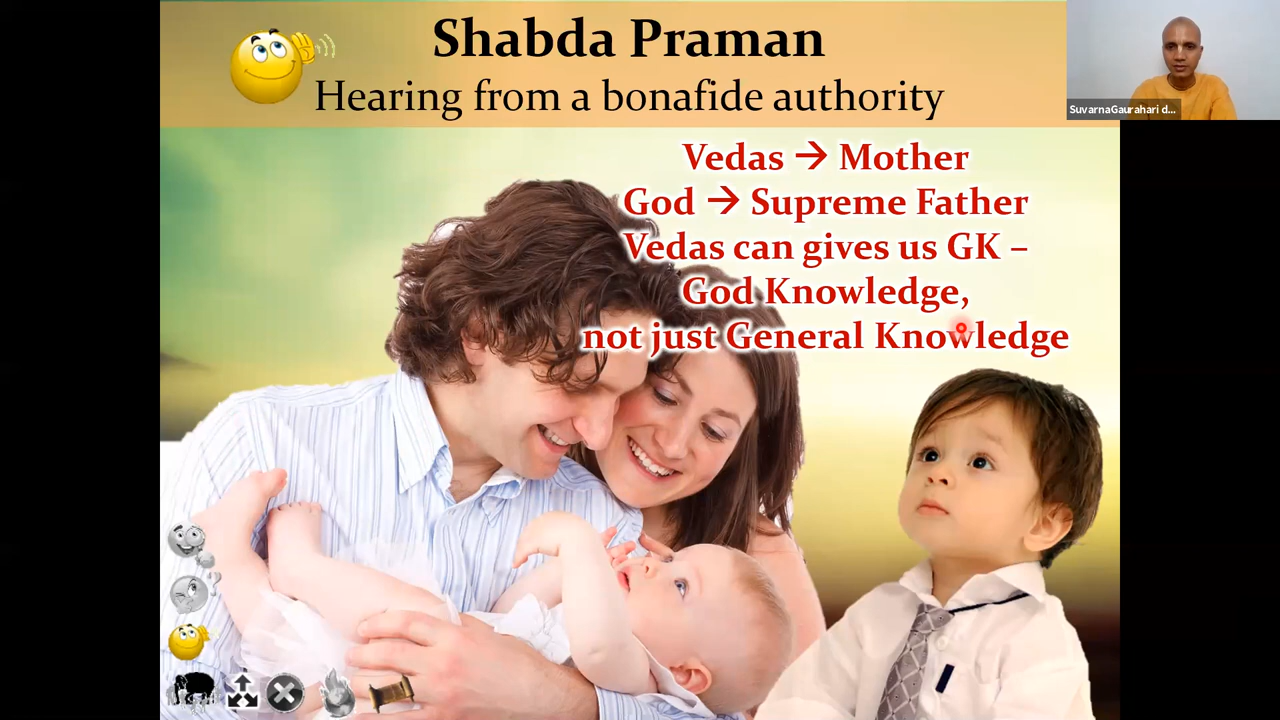 Shabda Praman
Hearing from a bonafide authority
SuvarnaGaurahari d...
Vedas → Mother
God → Supreme Father
Vedas can gives us GK –
God Knowledge,
not just General Knowledge